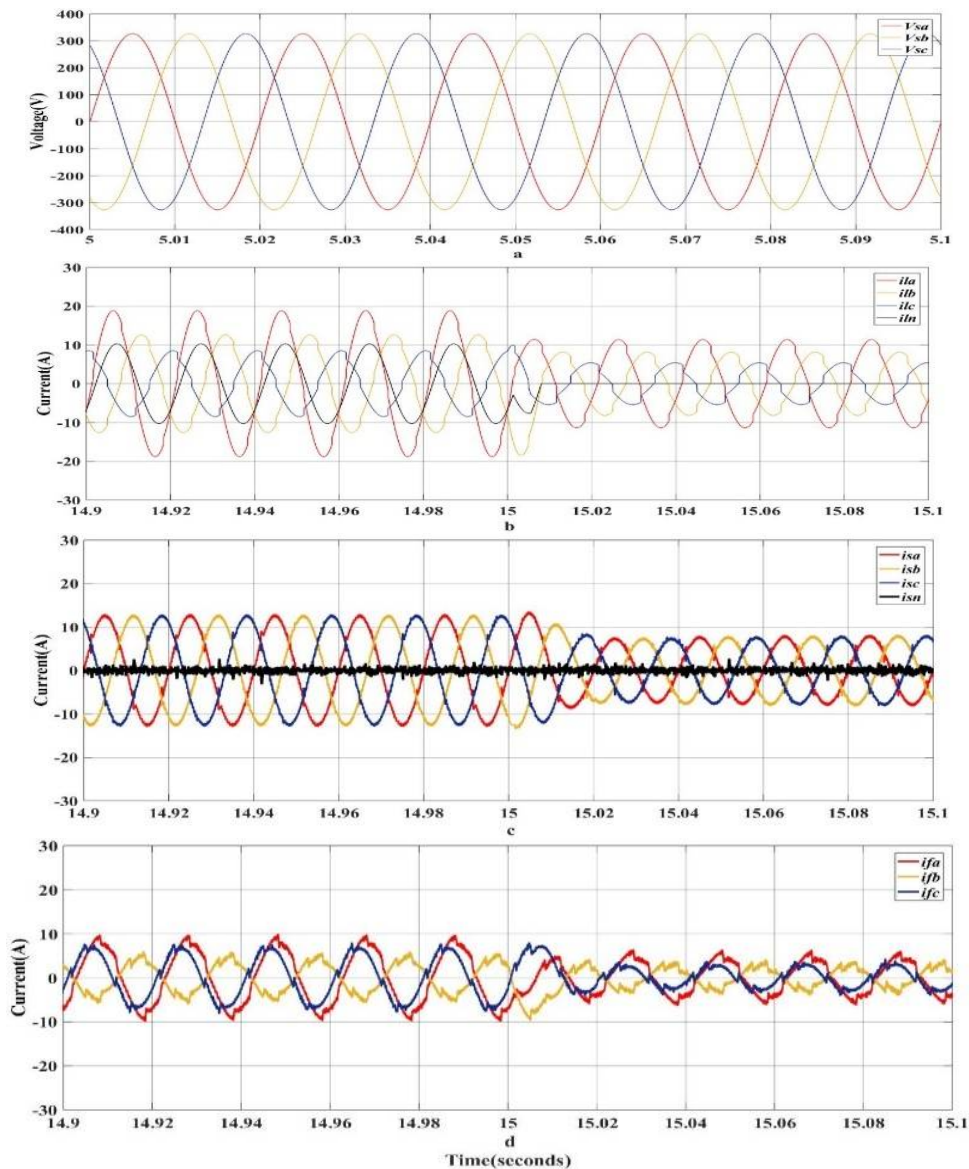 Voltage(V)
400
300
200
100
0
-100
-200
-300
-400
Vsa
Vsb
Vsc
5 5.01 5.02 5.03 5.04 5.05 5.06 5.07 5.08 5.09 5.1
a
Current(A)
30
20
10
0
-10
-20
-30
ila
ilb
ilc
iln
14.9 14.92 14.94 14.96 14.98 15 15.02 15.04 15.06 15.08 15.1
b
Current(A)
30
20
10
0
-10
-20
-30
isa
isb
isc
isn
14.9 14.92 14.94 14.96 14.98 15 15.02 15.04 15.06 15.08 15.1
c
Current(A)
30
20
10
0
-10
-20
-30
ifa
ifb
ifc
14.9 14.92 14.94 14.96 14.98 15 15.02 15.04 15.06 15.08 15.1
d
Time(seconds)